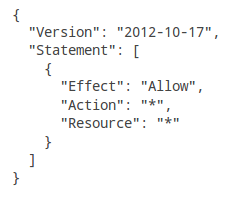 {
  "Version": "2012-10-17",
  "Statement": [
    {
      "Effect": "Allow",
      "Action": "*",
      "Resource": "*"
    }
  ]
}